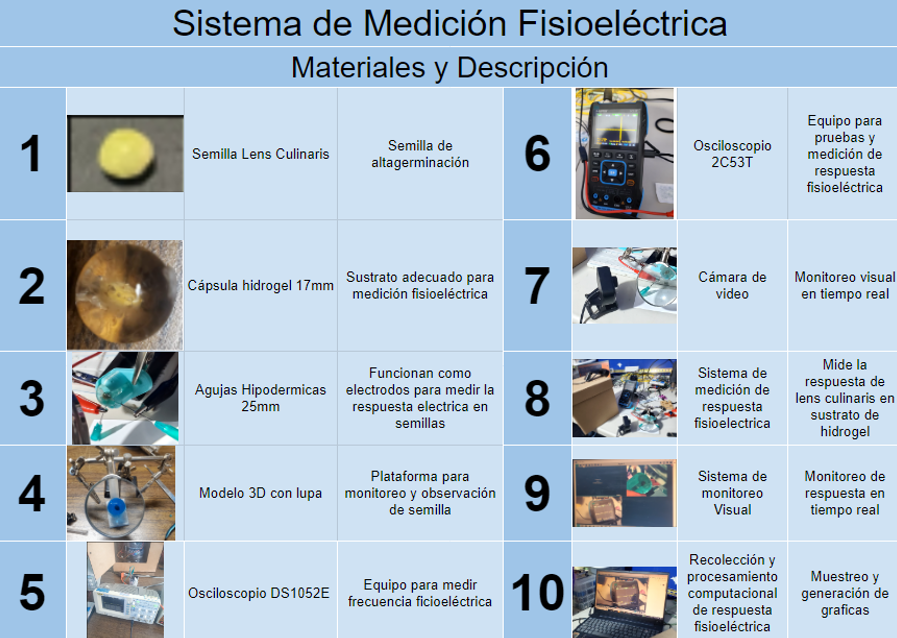 Sistema de Medición Fisioeléctrica
Materiales y Descripción
1
Semilla Lens Culinaris
Semilla de
altagerminación
2
Cápsula hidrogel 17mm
Sustrato adecuado para
medición fisioeléctrica
3
Agujas Hipodermicas
25mm
Funcionan como
electrodos para medir la
respuesta electrica en
semillas
4
Modelo 3D con lupa
Plataforma para
monitoreo y observación
de semilla
5
Osciloscopio DS1052E
Equipo para medir
frecuencia ficioeléctrica
6
Osciloscopio
2C53T
Equipo para
pruebas y
medición de
respuesta
fisioeléctrica
7
Cámara de
video
Monitoreo visual
en tiempo real
8
Sistema de
medición de
respuesta
fisioelectrica
Mide la
respuesta de
lens culinaris en
sustrato de
hidrogel
9
Sistema de
monitoreo
Visual
Monitoreo de
respuesta en
tiempo real
10
Recolección y
procesamiento
computacional
de respuesta
fisioeléctrica
Muestreo y
generación de
graficas